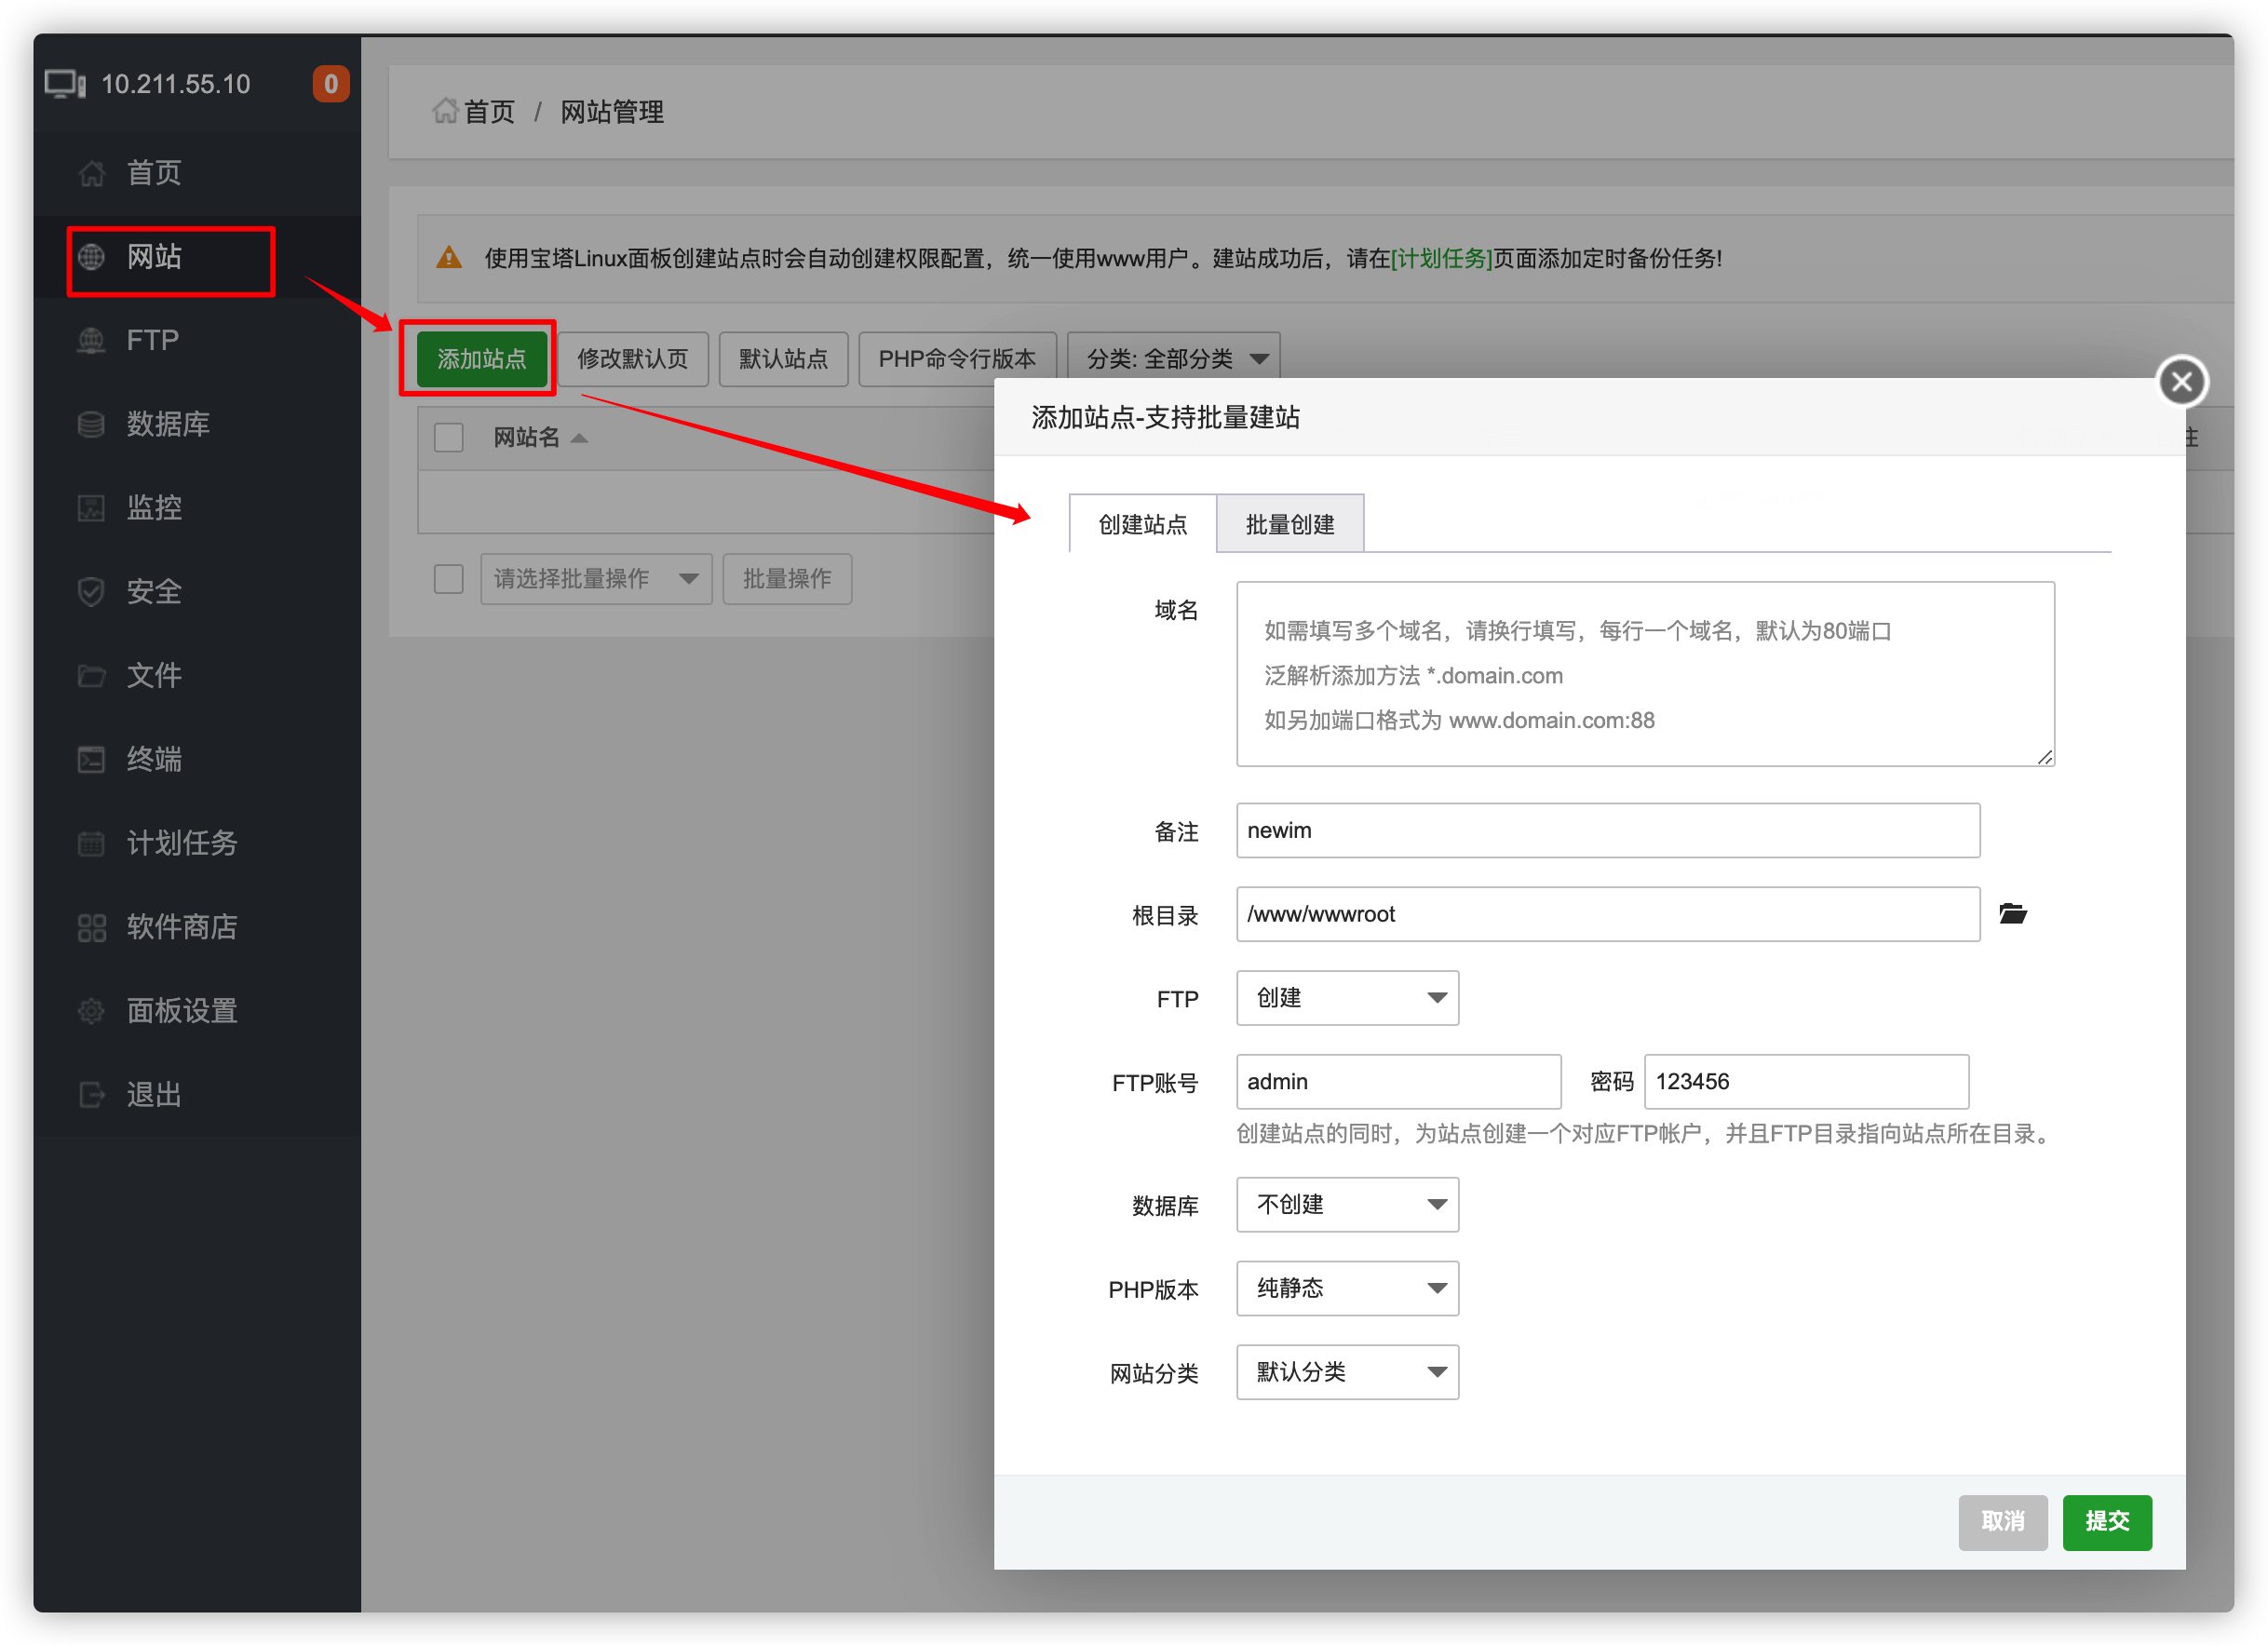 10.211.55.10
0
首页
网站
FTP
数据库
监控
安全
文件
终端
计划任务
软件商店
面板设置
退出
首页 / 网站管理
使用宝塔Linux面板创建站点时会自动创建权限配置，统一使用www用户。建站成功后，请在[计划任务]页面添加定时备份任务!
添加站点 修改默认页 默认站点 PHP命令行版本 分类: 全部分类
网站名
请选择批量操作 批量操作
添加站点-支持批量建站
创建站点 批量创建
域名
如需填写多个域名，请换行填写，每行一个域名，默认为80端口
泛解析添加方法 *.domain.com
如另加端口格式为 www.domain.com:88
备注 newim
根目录 /www/wwwroot
FTP 创建
FTP账号 admin 密码 123456
创建站点的同时，为站点创建一个对应FTP帐户，并且FTP目录指向站点所在目录。
数据库 不创建
PHP版本 纯静态
网站分类 默认分类
取消 提交